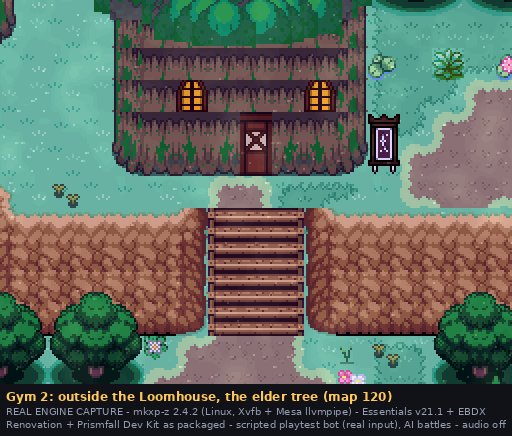 Gym 2: outside the Loomhouse, the elder tree (map 120)
REAL ENGINE CAPTURE - mkxp-z 2.4.2 (Linux, Xvfb + Mesa llvmpipe) - Essentials v21.1 + EBDX
Renovation + Prismfall Dev Kit as packaged - scripted playtest bot (real input), AI battles - audio off